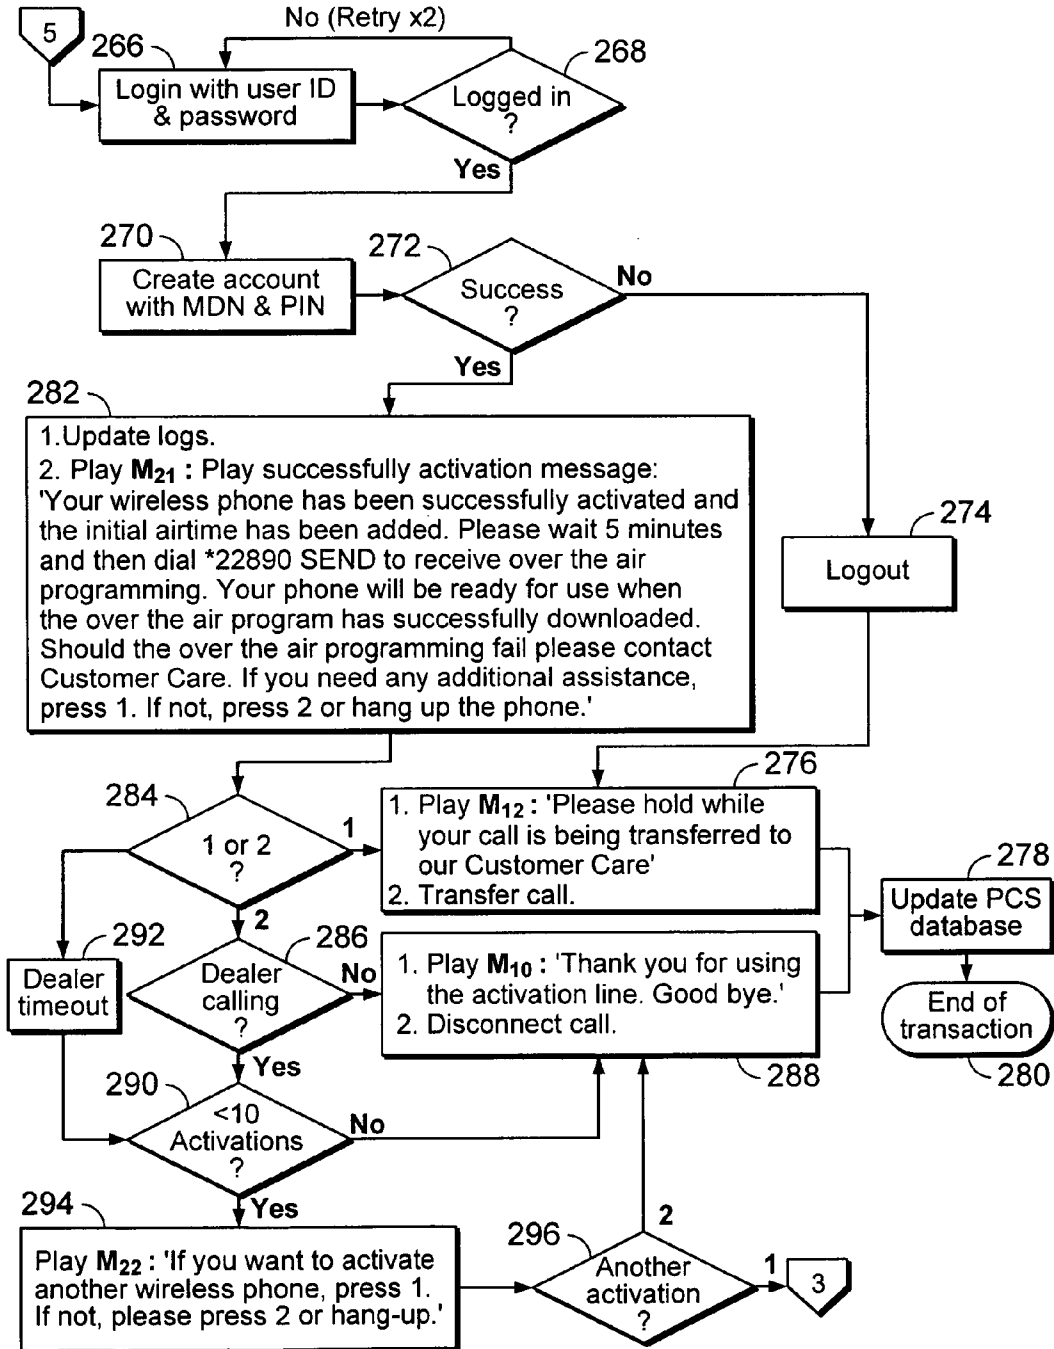 No (Retry x2)
5
266
268
Login with user ID
& password
Logged in
?
Yes
270
272
Create account
with MDN & PIN
Success
?
No
Yes
282
1.Update logs.
2. Play M21 : Play successfully activation message:
'Your wireless phone has been successfully activated and
the initial airtime has been added. Please wait 5 minutes
and then dial *22890 SEND to receive over the air
programming. Your phone will be ready for use when
the over the air program has successfully downloaded.
Should the over the air programming fail please contact
Customer Care. If you need any additional assistance,
press 1. If not, press 2 or hang up the phone.'
274
Logout
284
1 or 2
?
1
2
276
1. Play M12 : 'Please hold while
your call is being transferred to
our Customer Care'
2. Transfer call.
278
Update PCS
database
292
Dealer
timeout
286
Dealer
calling
?
No
Yes
1. Play M10 : 'Thank you for using
the activation line. Good bye.'
2. Disconnect call.
288
End of
transaction
280
290
<10
Activations
?
No
Yes
294
Play M22 : 'If you want to activate
another wireless phone, press 1.
If not, please press 2 or hang-up.'
296
2
Another
activation
?
1
3